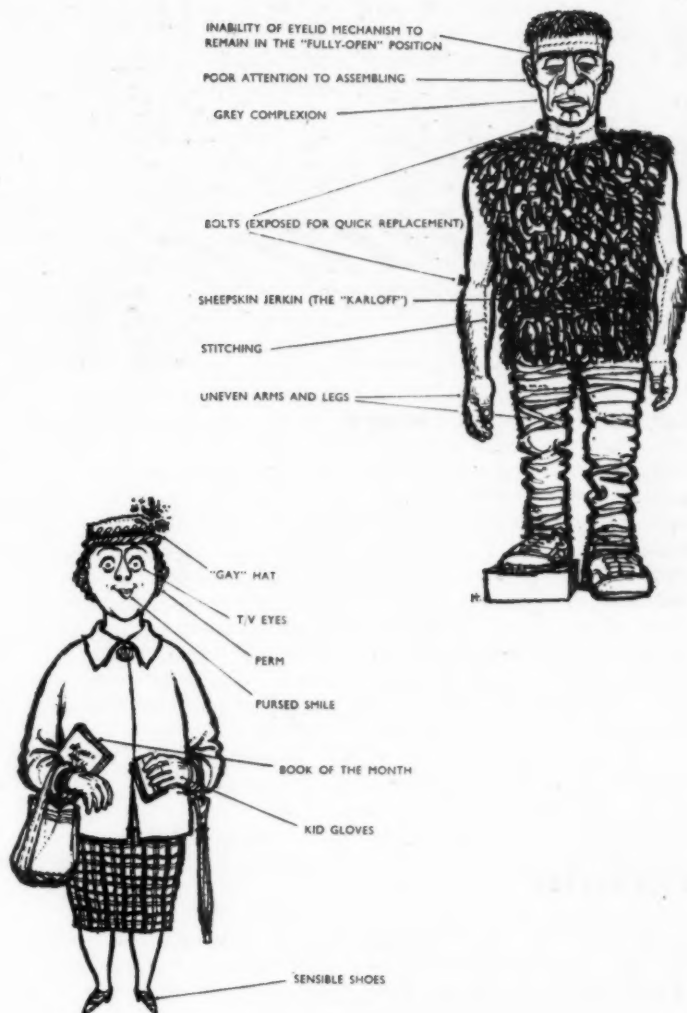 INABILITY OF EYELID MECHANISM TO
REMAIN IN THE "FULLY-OPEN" POSITION
POOR ATTENTION TO ASSEMBLING
GREY COMPLEXION
BOLTS (EXPOSED FOR QUICK REPLACEMENT)
SHEEPSKIN JERKIN (THE "KARLOFF")
STITCHING
UNEVEN ARMS AND LEGS
"GAY" HAT
T/V EYES
PERM
PURSED SMILE
BOOK OF THE MONTH
KID GLOVES
SENSIBLE SHOES